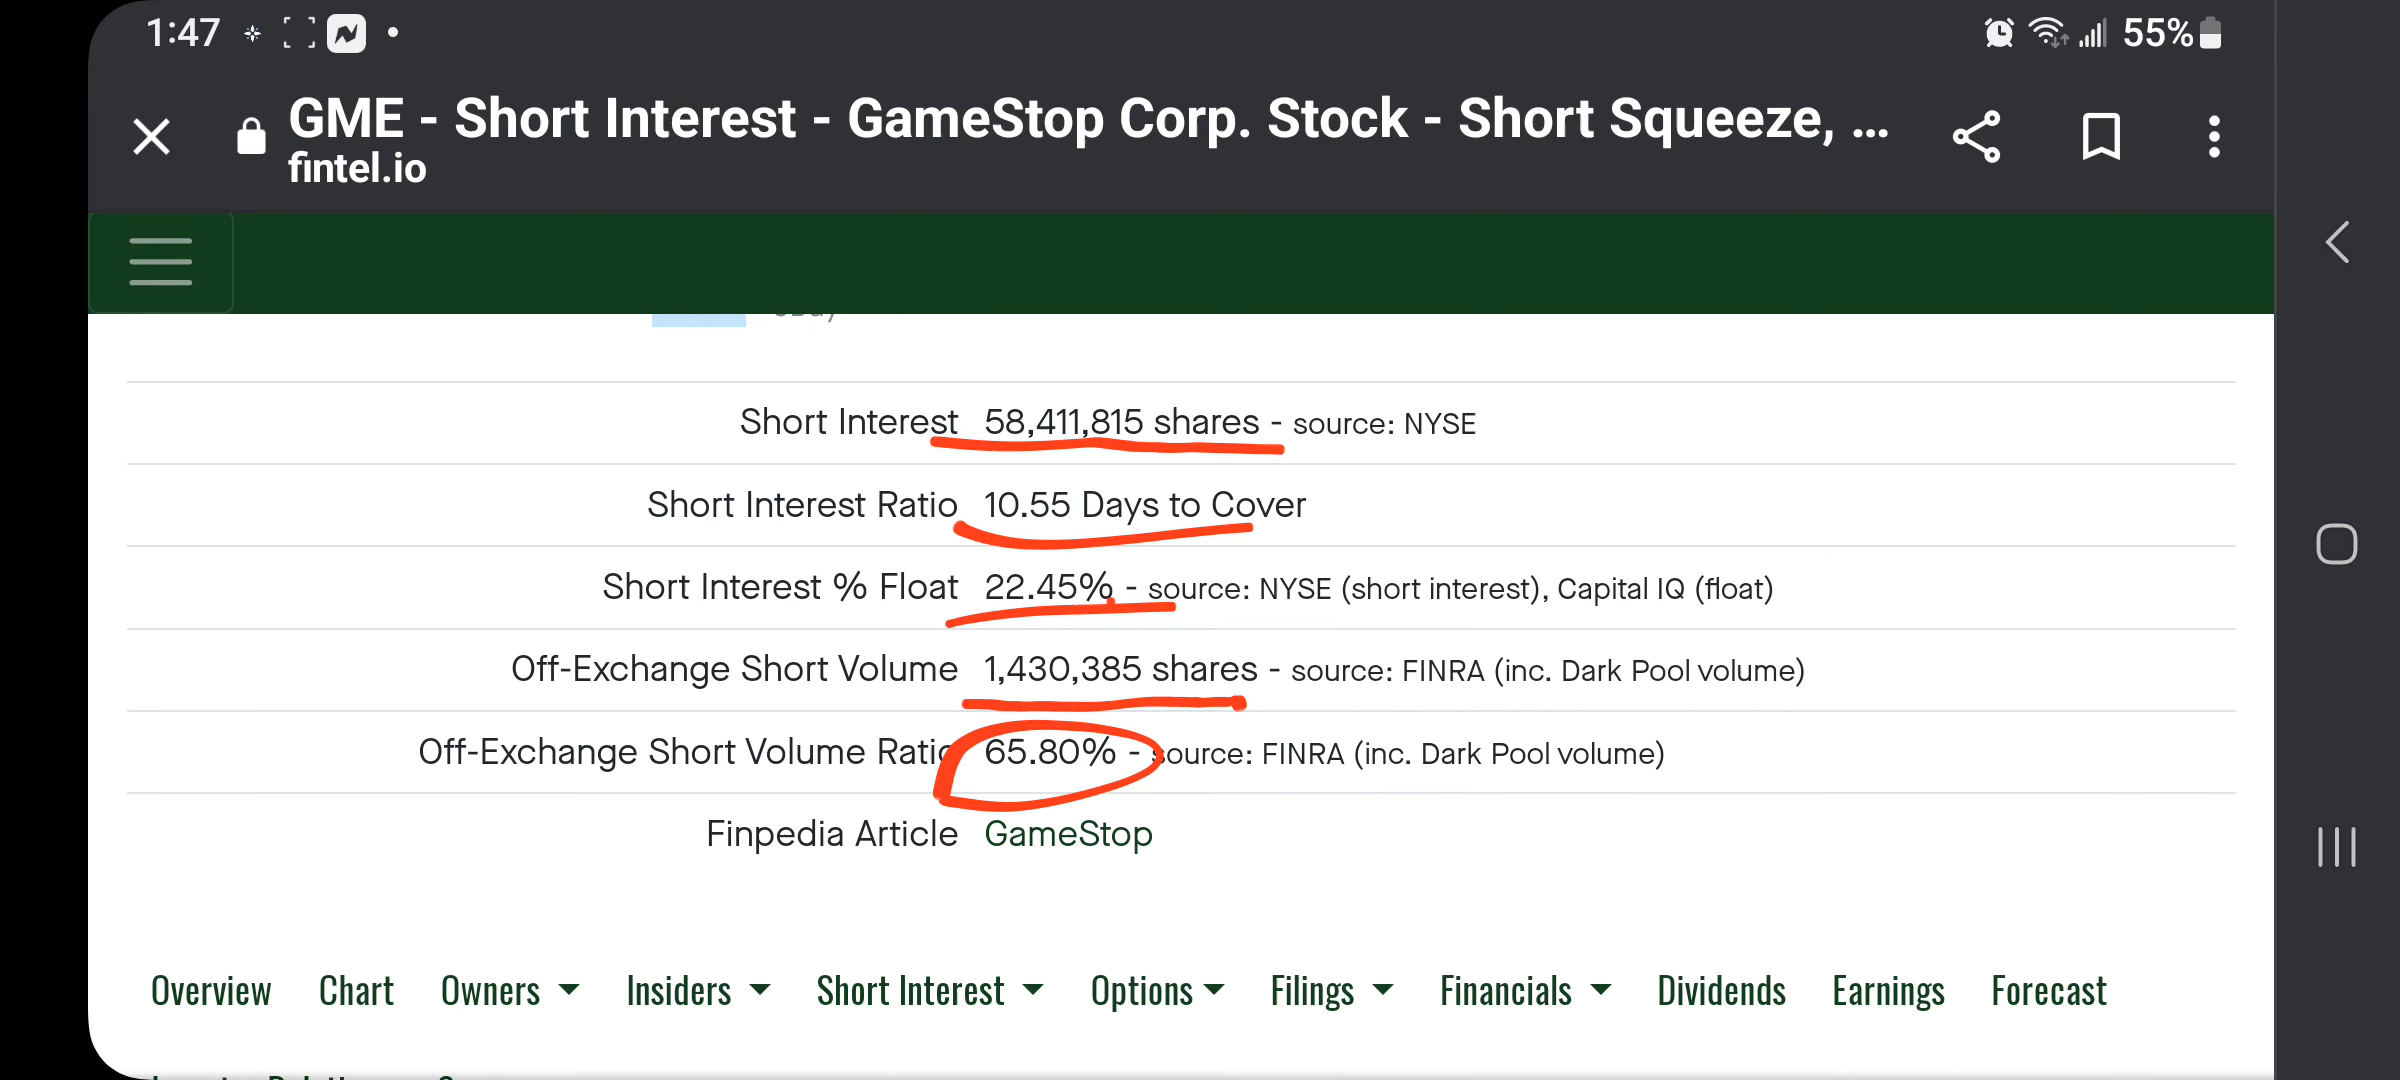 1:47
55%
GME - Short Interest - GameStop Corp. Stock - Short Squeeze, ...
fintel.io
Short Interest 58,411,815 shares - source: NYSE
Short Interest Ratio 10.55 Days to Cover
Short Interest % Float 22.45% - source: NYSE (short interest), Capital IQ (float)
Off-Exchange Short Volume 1,430,385 shares - source: FINRA (inc. Dark Pool volume)
Off-Exchange Short Volume Ratio 65.80% - source: FINRA (inc. Dark Pool volume)
Finpedia Article GameStop
Overview Chart Owners Insiders Short Interest Options Filings Financials Dividends Earnings Forecast